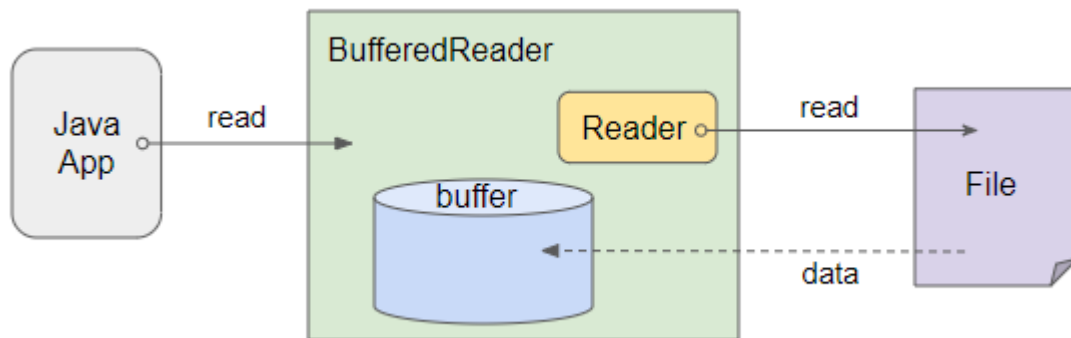 BufferedReader
Java
App
read
Reader
read
File
buffer
data